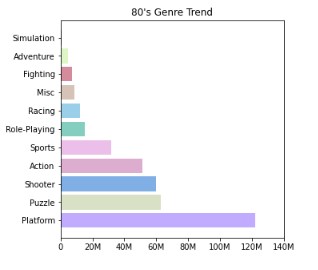 80's Genre Trend
Simulation
Adventure
Fighting
Misc
Racing
Role-Playing
Sports
Action
Shooter
Puzzle
Platform
0 20M 40M 60M 80M 100M 120M 140M